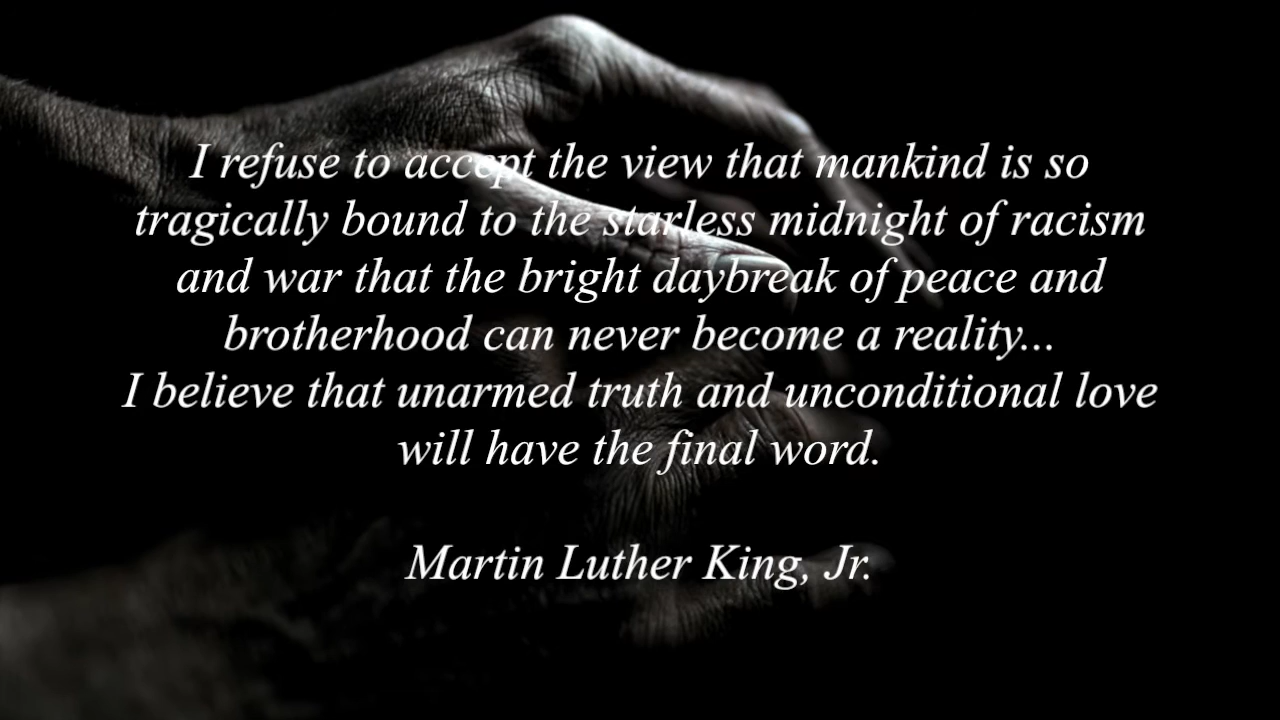 I refuse to accept the view that mankind is so
tragically bound to the starless midnight of racism
and war that the bright daybreak of peace and
brotherhood can never become a reality...
I believe that unarmed truth and unconditional love
will have the final word.
Martin Luther King, Jr.